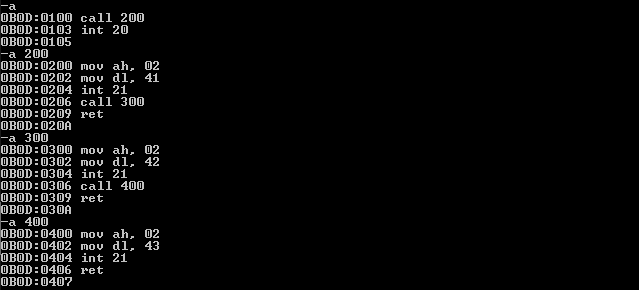 -a
0B0D:0100 call 200
0B0D:0103 int 20
0B0D:0105
-a 200
0B0D:0200 mov ah, 02
0B0D:0202 mov dl, 41
0B0D:0204 int 21
0B0D:0206 call 300
0B0D:0209 ret
0B0D:020A
-a 300
0B0D:0300 mov ah, 02
0B0D:0302 mov dl, 42
0B0D:0304 int 21
0B0D:0306 call 400
0B0D:0309 ret
0B0D:030A
-a 400
0B0D:0400 mov ah, 02
0B0D:0402 mov dl, 43
0B0D:0404 int 21
0B0D:0406 ret
0B0D:0407